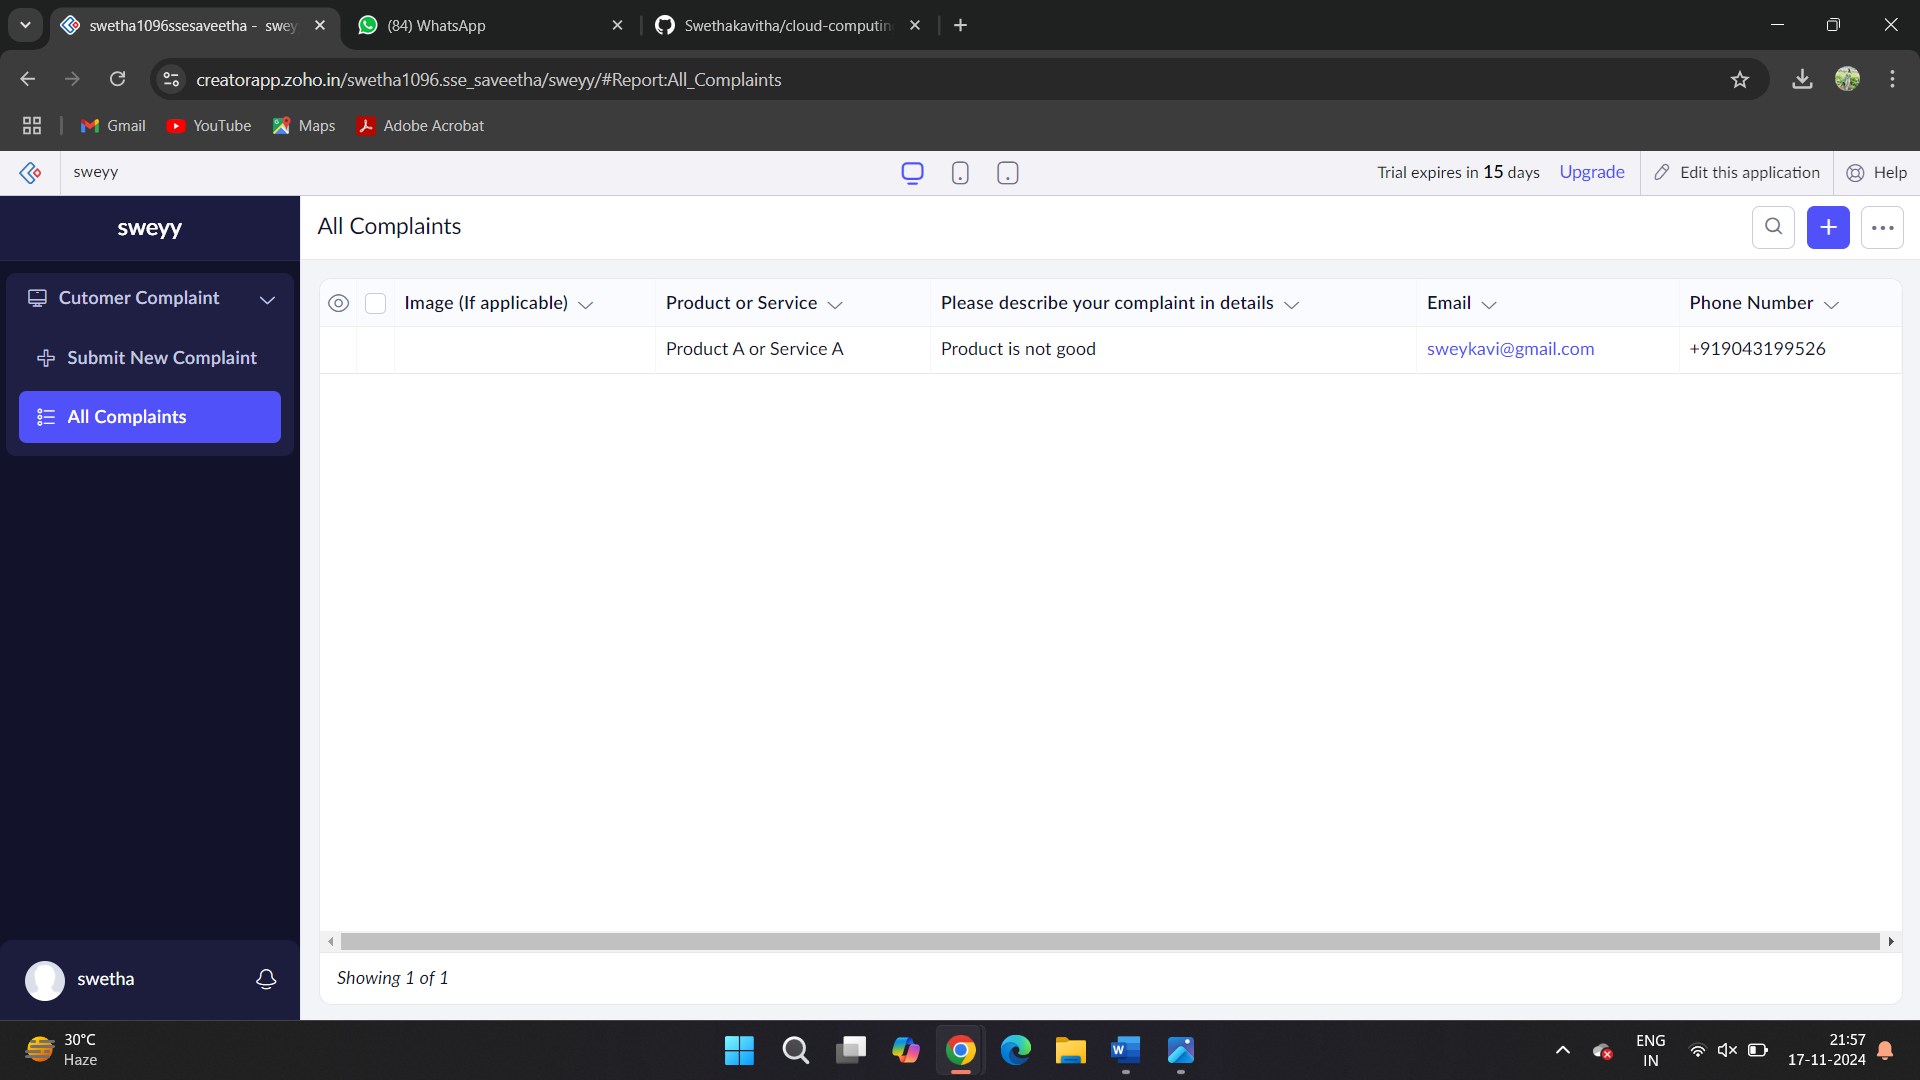 swetha1096ssesaveetha - swey
(84) WhatsApp
Swethakavitha/cloud-computin
creatorapp.zoho.in/swetha1096.sse_saveetha/sweyy/#Report:All_Complaints
Gmail
YouTube
Maps
Adobe Acrobat
sweyy
Trial expires in 15 days
Upgrade
Edit this application
Help
sweyy
All Complaints
Cutomer Complaint
Submit New Complaint
All Complaints
Image (If applicable)
Product or Service
Please describe your complaint in details
Email
Phone Number
Product A or Service A
Product is not good
sweykavi@gmail.com
+919043199526
Showing 1 of 1
swetha
30°C
Haze
ENG
IN
21:57
17-11-2024